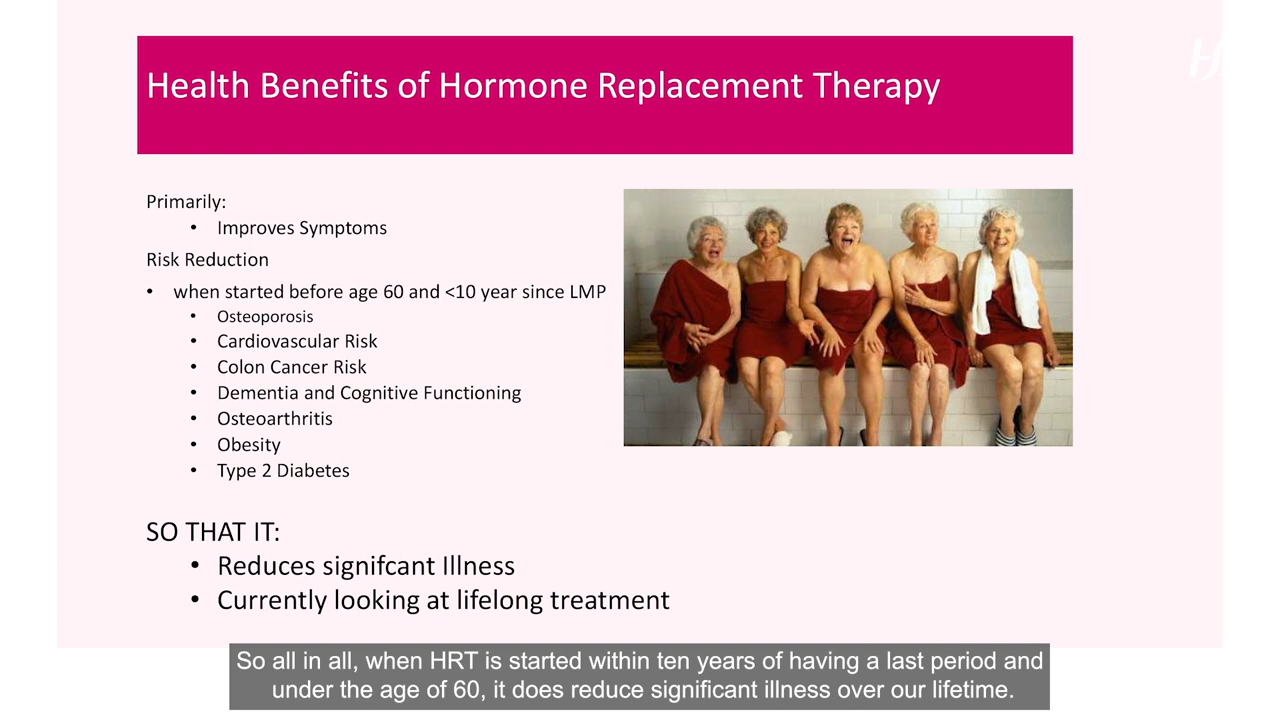 Health Benefits of Hormone Replacement Therapy
Primarily:
• Improves Symptoms
Risk Reduction
• when started before age 60 and <10 year since LMP
• Osteoporosis
• Cardiovascular Risk
• Colon Cancer Risk
• Dementia and Cognitive Functioning
• Osteoarthritis
• Obesity
• Type 2 Diabetes
SO THAT IT:
• Reduces signifcant Illness
• Currently looking at lifelong treatment
So all in all, when HRT is started within ten years of having a last period and
under the age of 60, it does reduce significant illness over our lifetime.